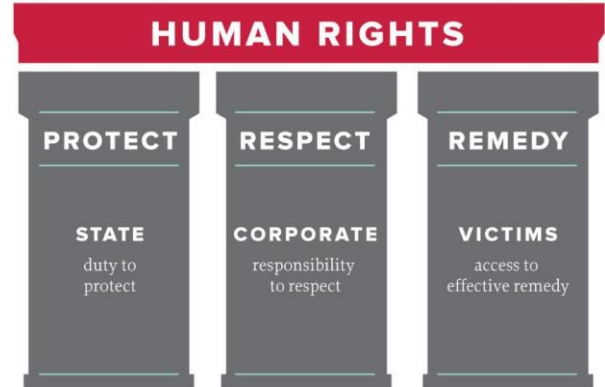 HUMAN RIGHTS
PROTECT
STATE
duty to
protect
RESPECT
CORPORATE
responsibility
to respect
REMEDY
VICTIMS
access to
effective remedy